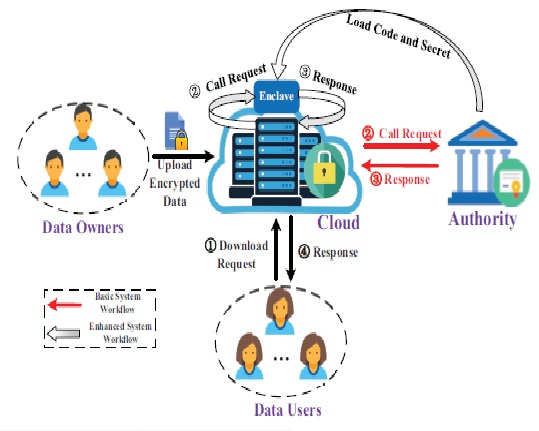 Load Code and Secret
② Call Request
③ Response
Enclave
② Call Request
③ Response
Upload
Encrypted
Data
Data Owners
Cloud
Authority
① Download
Request
④ Response
Basic System
Workflow
Enhanced System
Workflow
Data Users